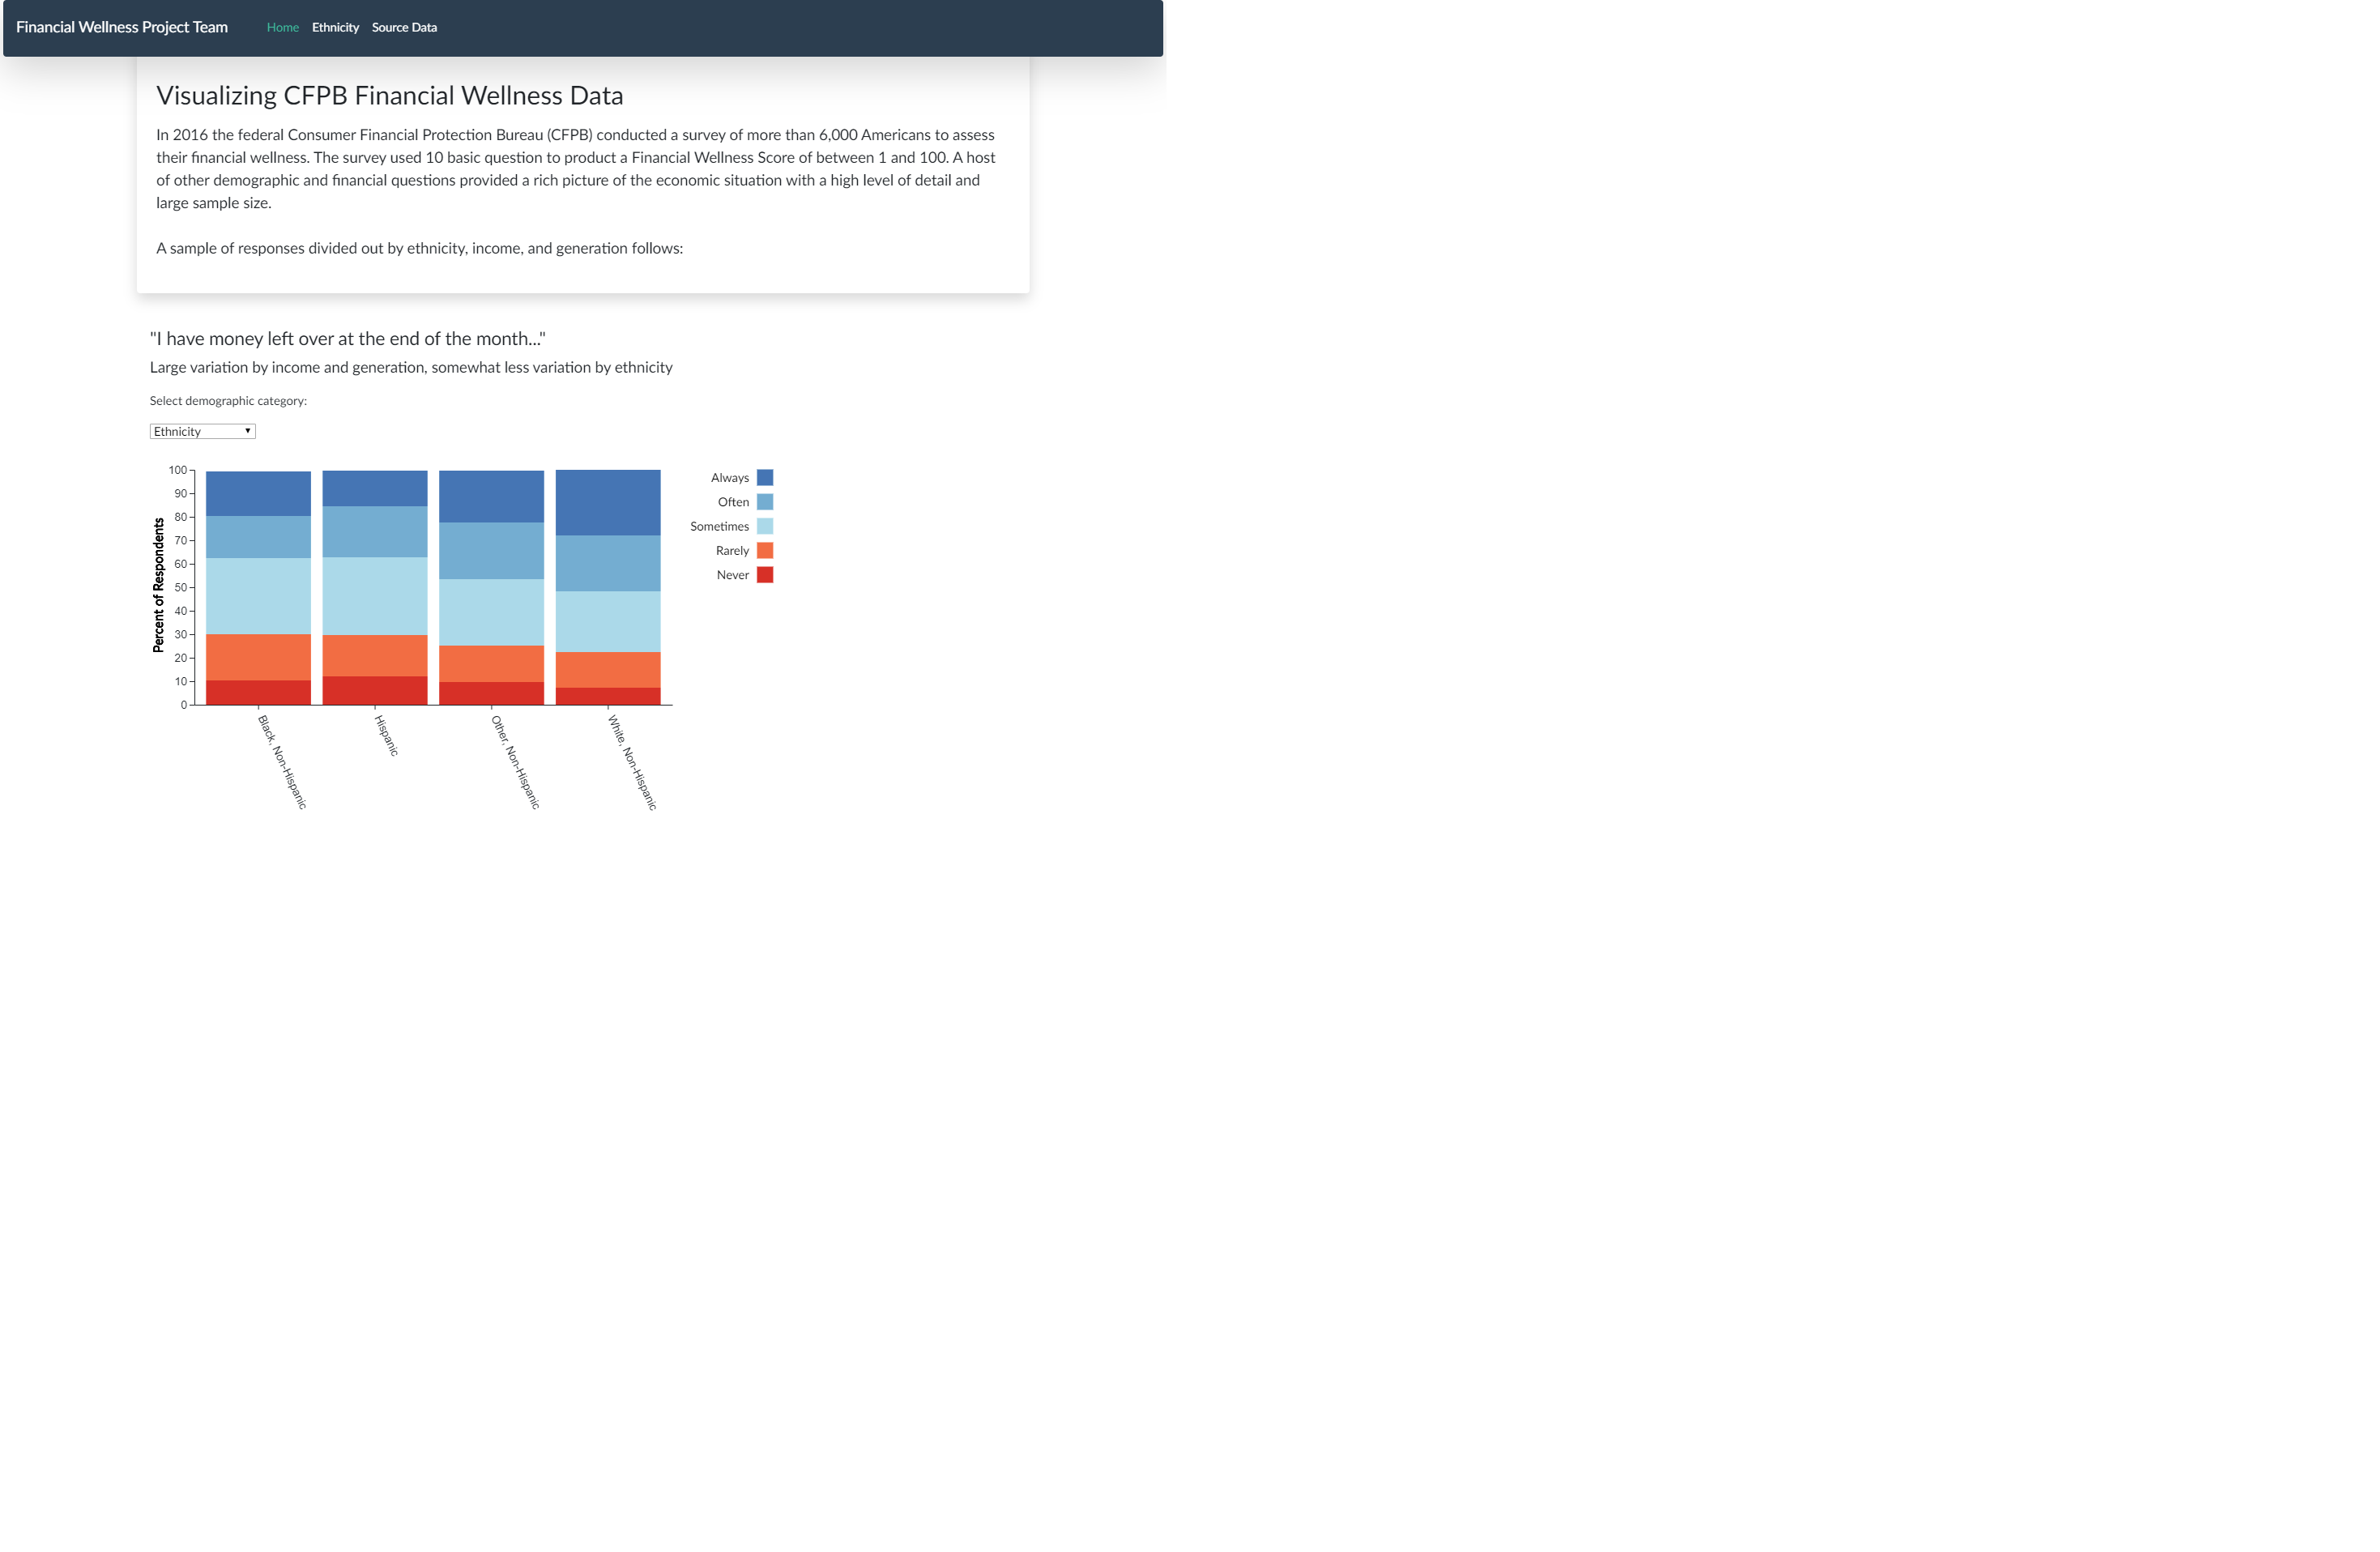 Financial Wellness Project Team
Home
Ethnicity
Source Data
Visualizing CFPB Financial Wellness Data
In 2016 the federal Consumer Financial Protection Bureau (CFPB) conducted a survey of more than 6,000 Americans to assess
their financial wellness. The survey used 10 basic question to product a Financial Wellness Score of between 1 and 100. A host
of other demographic and financial questions provided a rich picture of the economic situation with a high level of detail and
large sample size.
A sample of responses divided out by ethnicity, income, and generation follows:
"I have money left over at the end of the month..."
Large variation by income and generation, somewhat less variation by ethnicity
Select demographic category:
Ethnicity
Percent of Respondents
100
90
80
70
60
50
40
30
20
10
0
Black, Non-Hispanic
Hispanic
Other, Non-Hispanic
White, Non-Hispanic
Always
Often
Sometimes
Rarely
Never